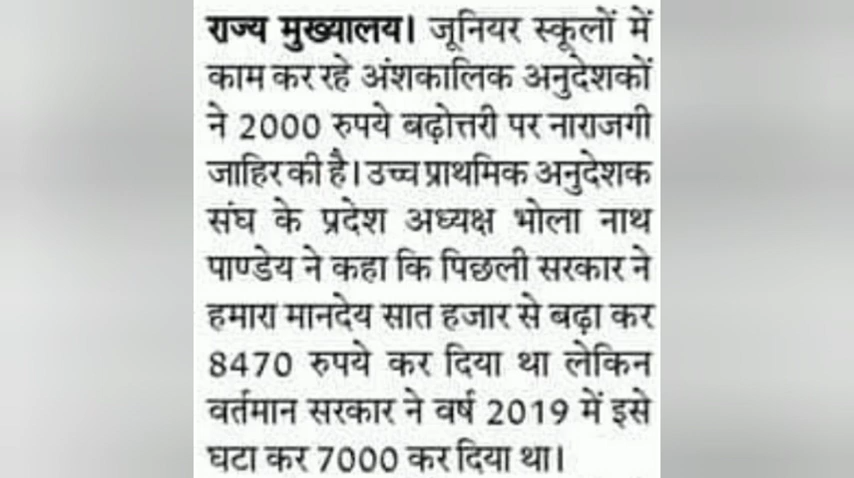 राज्य मुख्यालय। जूनियर स्कूलों में
काम कर रहे अंशकालिक अनुदेशकों
ने 2000 रुपये बढ़ोत्तरी पर नाराजगी
जाहिर की है। उच्च प्राथमिक अनुदेशक
संघ के प्रदेश अध्यक्ष भोला नाथ
पाण्डेय ने कहा कि पिछली सरकार ने
हमारा मानदेय सात हजार से बढ़ा कर
8470 रुपये कर दिया था लेकिन
वर्तमान सरकार ने वर्ष 2019 में इसे
घटा कर 7000 कर दिया था।